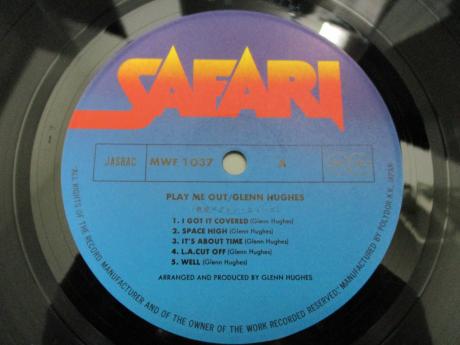 SAFARI
JASRAC MWF 1037 A
PLAY ME OUT/GLENN HUGHES
1. I GOT IT COVERED (Glenn Hughes)
2. SPACE HIGH (Glenn Hughes)
3. IT'S ABOUT TIME (Glenn Hughes)
4. L.A.CUT OFF (Glenn Hughes)
5. WELL (Glenn Hughes)
ARRANGED AND PRODUCED BY GLENN HUGHES
"ALL RIGHTS OF THE RECORD MANUFACTURER AND OF THE OWNER OF THE WORK RECORDED RESERVED." MANUFACTURED BY POLYDOR K.K. JAPAN